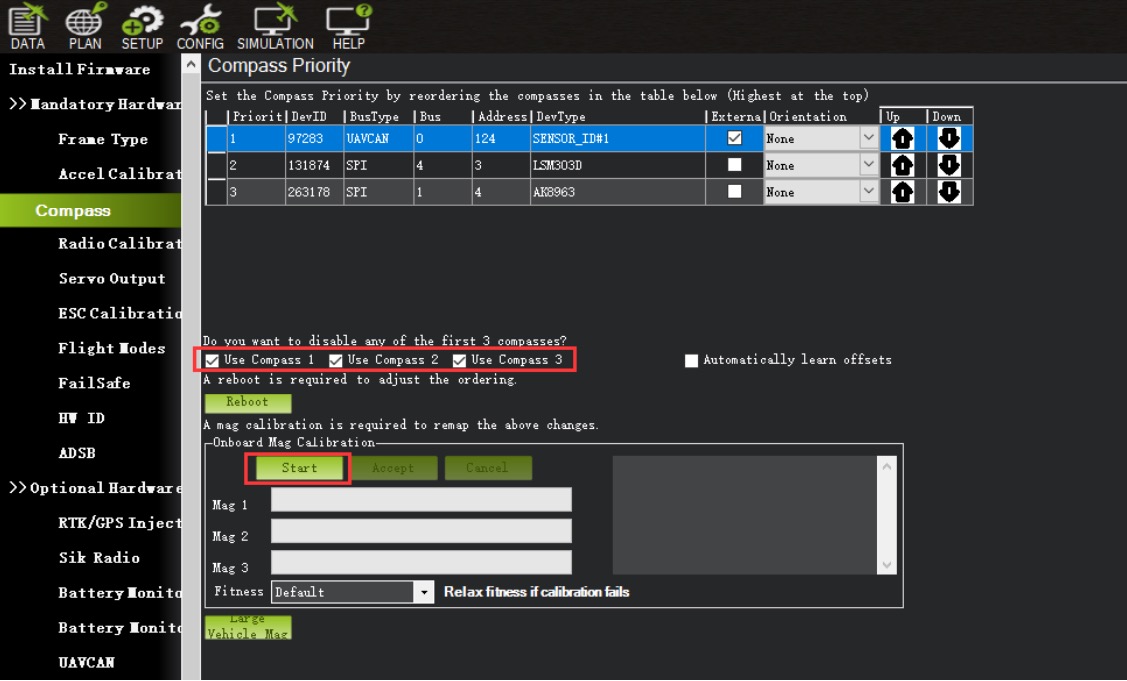 DATA PLAN SETUP CONFIG SIMULATION HELP
Install Firmware
>> Mandatory Hardwar
Frame Type
Accel Calibrat
Compass
Radio Calibrat
Servo Output
ESC Calibratio
Flight Modes
FailSafe
HW ID
ADSB
>> Optional Hardware
RTK/GPS Inject
Sik Radio
Battery Monito
Battery Monito
UAVCAN
Compass Priority
Set the Compass Priority by reordering the compasses in the table below (Highest at the top)
Priorit DevID BusType Bus Address DevType Externa Orientation Up Down
1 97283 UAVCAN 0 124 SENSOR_ID#1 None
2 131874 SPI 4 3 LSM303D None
3 263178 SPI 1 4 AK8963 None
Do you want to disable any of the first 3 compasses?
Use Compass 1 Use Compass 2 Use Compass 3 Automatically learn offsets
A reboot is required to adjust the ordering.
Reboot
A mag calibration is required to remap the above changes.
Onboard Mag Calibration
Start Accept Cancel
Mag 1
Mag 2
Mag 3
Fitness Default Relax fitness if calibration fails
Large
Vehicle Mag